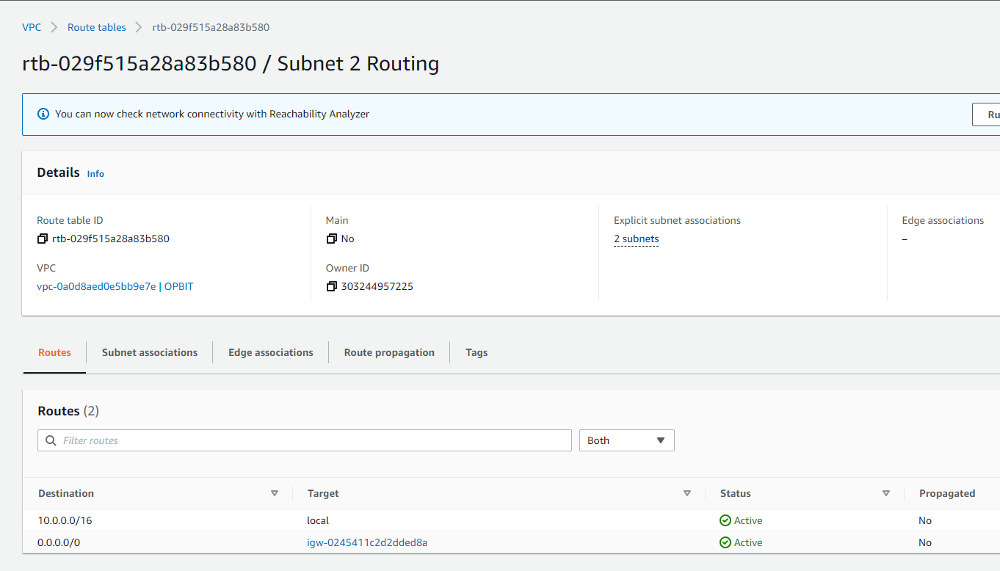 VPC > Route tables > rtb-029f515a28a83b580
rtb-029f515a28a83b580 / Subnet 2 Routing
You can now check network connectivity with Reachability Analyzer
Ru
Details Info
Route table ID
rtb-029f515a28a83b580
Main
No
Explicit subnet associations
2 subnets
Edge associations
–
VPC
vpc-0a0d8aed0e5bb9e7e | OPBIT
Owner ID
303244957225
Routes Subnet associations Edge associations Route propagation Tags
Routes (2)
Filter routes Both
Destination Target Status Propagated
10.0.0.0/16 local Active No
0.0.0.0/0 igw-0245411c2d2dded8a Active No